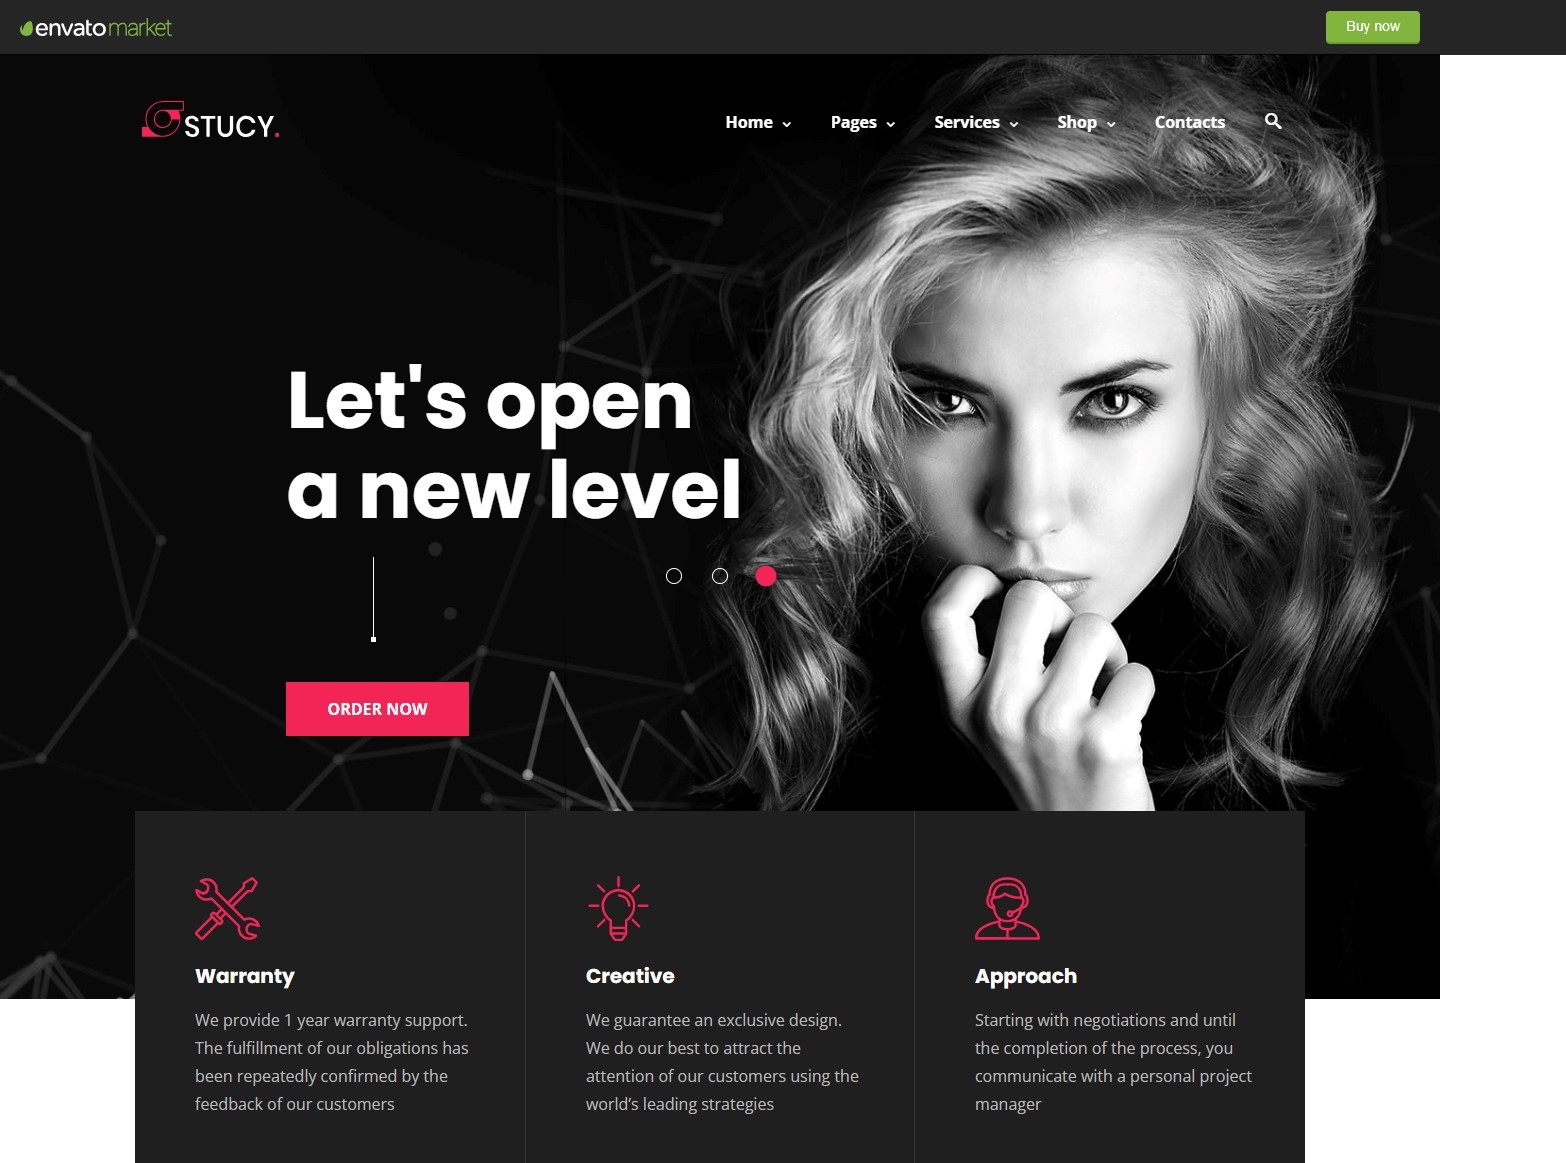 envatomarket
Buy now
STUCY.
Home
Pages
Services
Shop
Contacts
Let's open
a new level
ORDER NOW
Warranty
We provide 1 year warranty support.
The fulfillment of our obligations has
been repeatedly confirmed by the
feedback of our customers
Creative
We guarantee an exclusive design.
We do our best to attract the
attention of our customers using the
world’s leading strategies
Approach
Starting with negotiations and until
the completion of the process, you
communicate with a personal project
manager